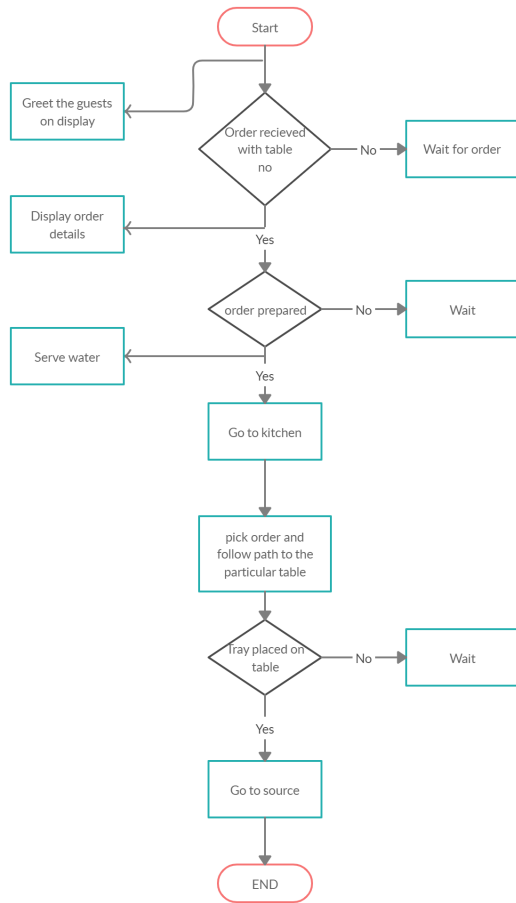 Start
Greet the guests
on display
Order recieved
with table
no
No
Wait for order
Display order
details
Yes
order prepared
No
Wait
Serve water
Yes
Go to kitchen
pick order and
follow path to the
particular table
Tray placed on
table
No
Wait
Yes
Go to source
END